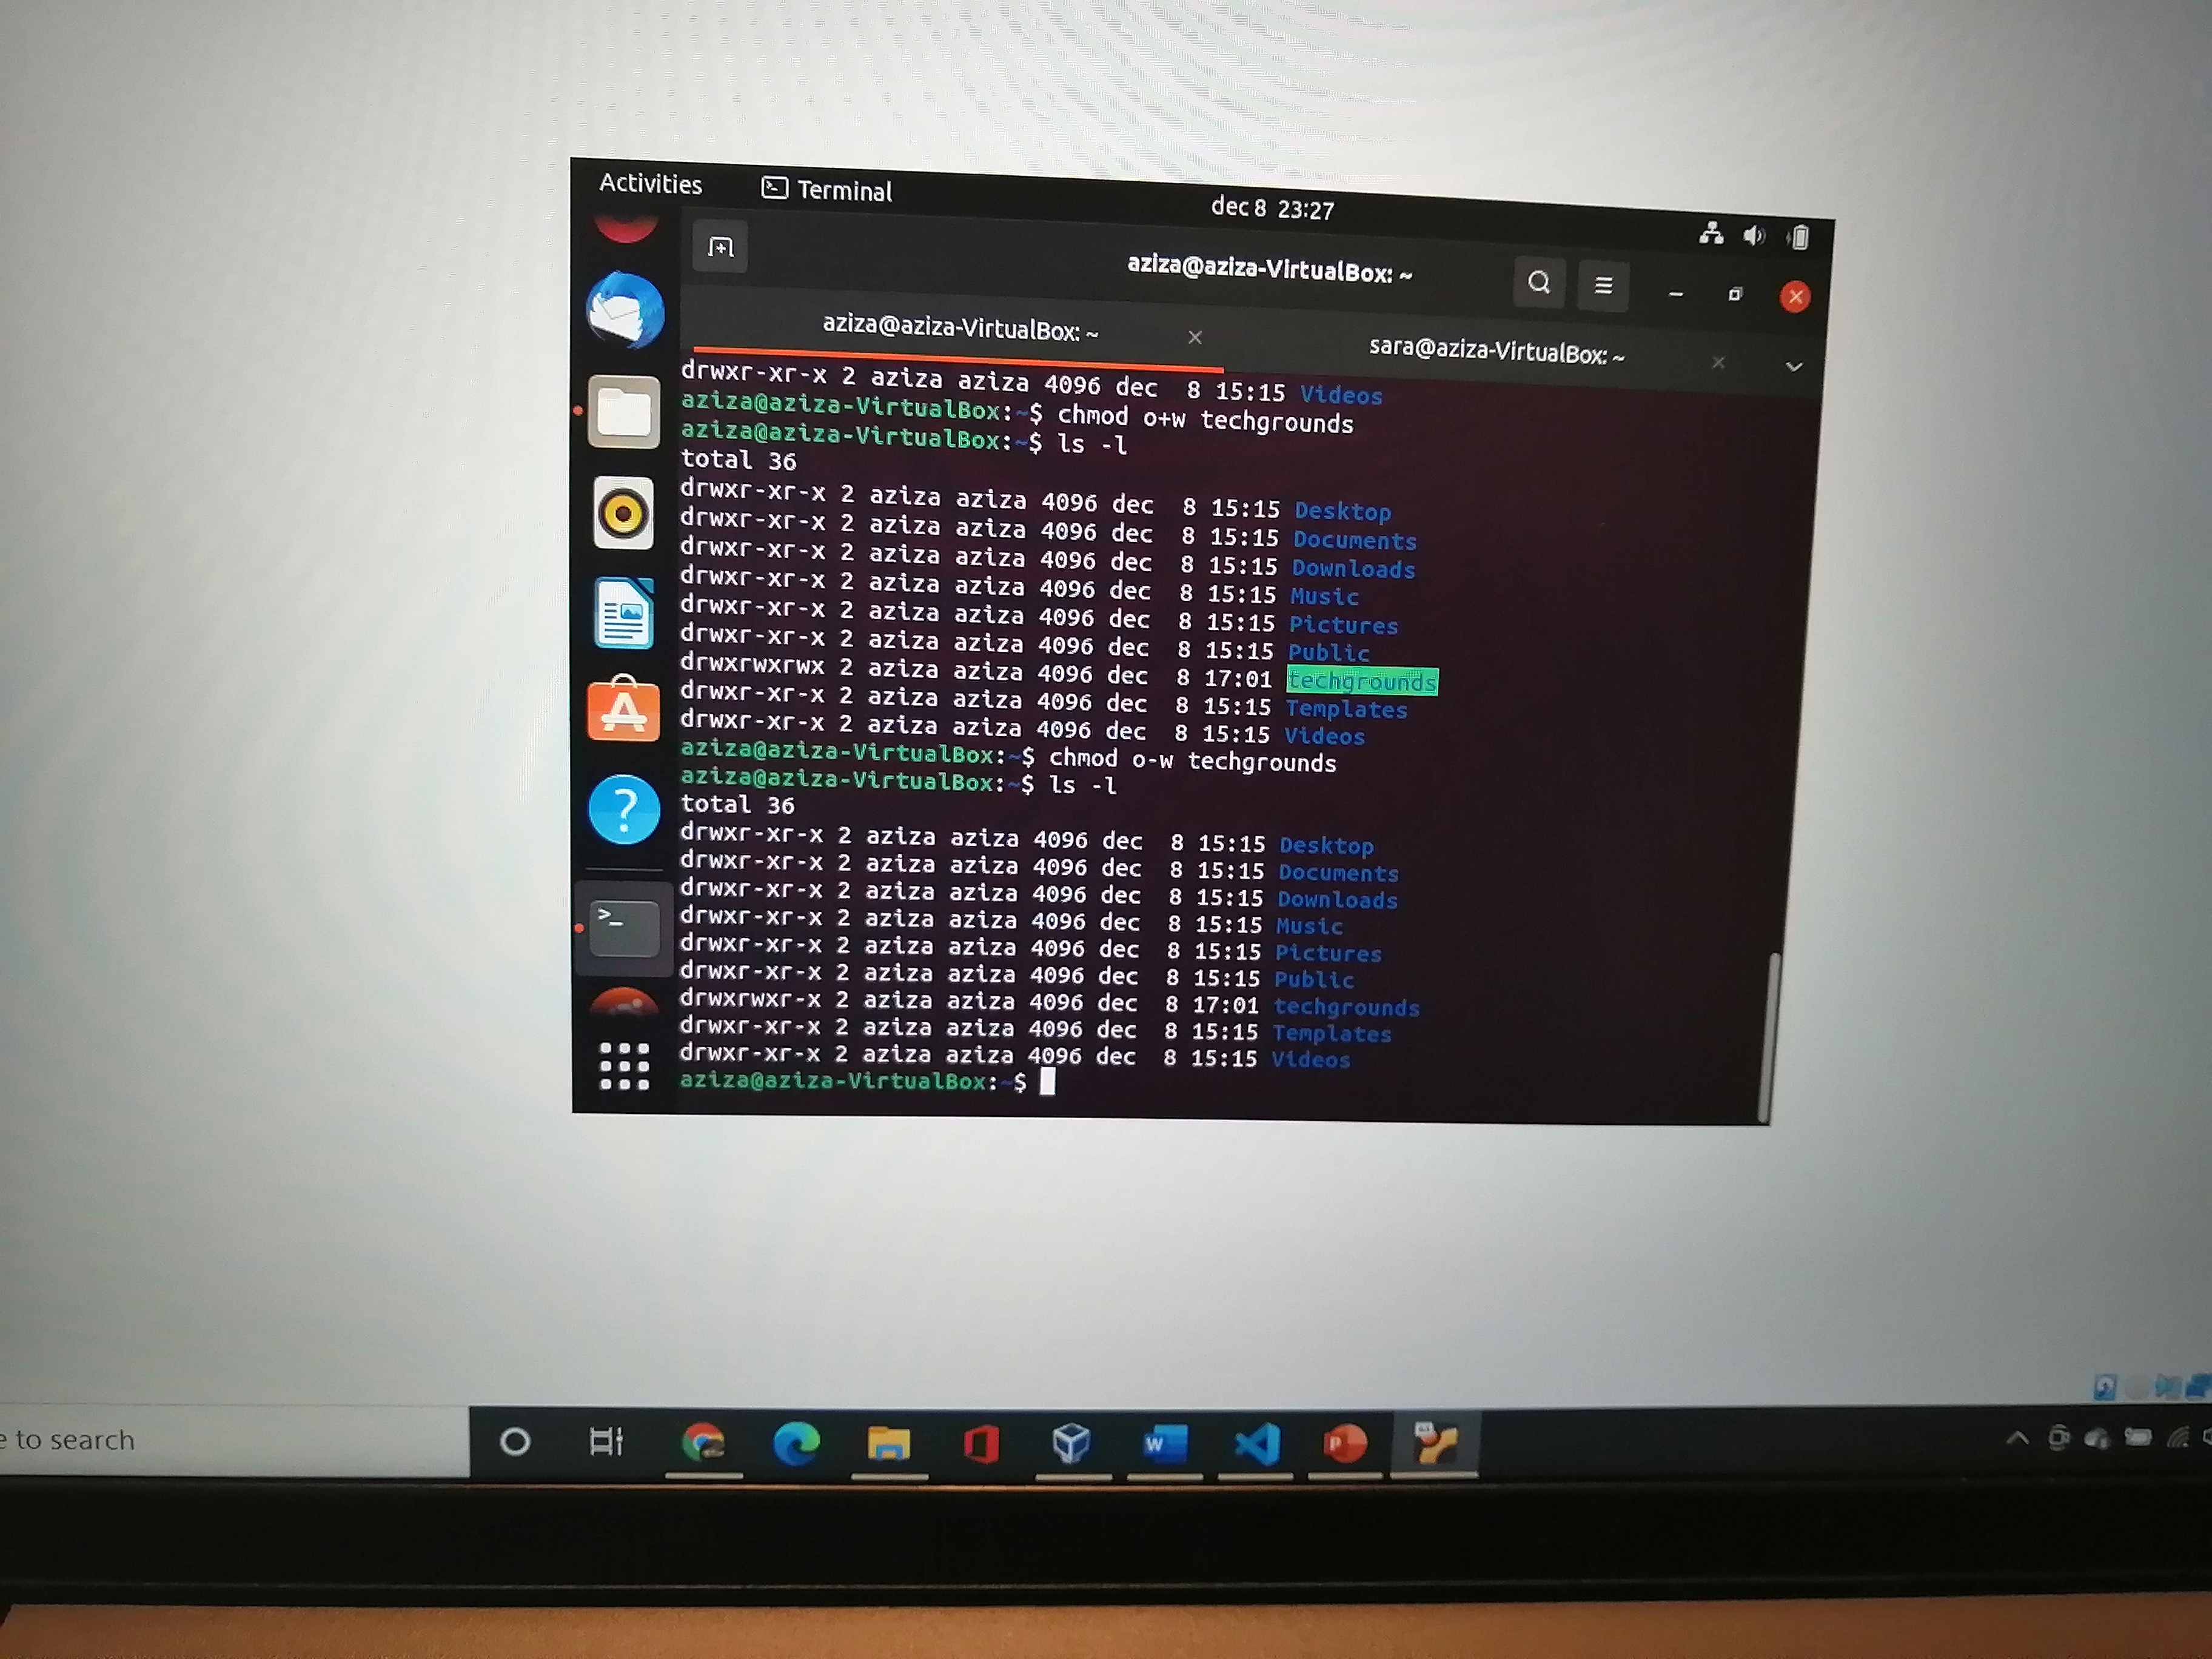 Activities Terminal dec 8 23:27
aziza@aziza-VirtualBox: ~
aziza@aziza-VirtualBox: ~ sara@aziza-VirtualBox: ~
drwxr-xr-x 2 aziza aziza 4096 dec  8 15:15 Videos
aziza@aziza-VirtualBox:~$ chmod o+w techgrounds
aziza@aziza-VirtualBox:~$ ls -l
total 36
drwxr-xr-x 2 aziza aziza 4096 dec  8 15:15 Desktop
drwxr-xr-x 2 aziza aziza 4096 dec  8 15:15 Documents
drwxr-xr-x 2 aziza aziza 4096 dec  8 15:15 Downloads
drwxr-xr-x 2 aziza aziza 4096 dec  8 15:15 Music
drwxr-xr-x 2 aziza aziza 4096 dec  8 15:15 Pictures
drwxr-xr-x 2 aziza aziza 4096 dec  8 15:15 Public
drwxrwxrwx 2 aziza aziza 4096 dec  8 17:01 techgrounds
drwxr-xr-x 2 aziza aziza 4096 dec  8 15:15 Templates
drwxr-xr-x 2 aziza aziza 4096 dec  8 15:15 Videos
aziza@aziza-VirtualBox:~$ chmod o-w techgrounds
aziza@aziza-VirtualBox:~$ ls -l
total 36
drwxr-xr-x 2 aziza aziza 4096 dec  8 15:15 Desktop
drwxr-xr-x 2 aziza aziza 4096 dec  8 15:15 Documents
drwxr-xr-x 2 aziza aziza 4096 dec  8 15:15 Downloads
drwxr-xr-x 2 aziza aziza 4096 dec  8 15:15 Music
drwxr-xr-x 2 aziza aziza 4096 dec  8 15:15 Pictures
drwxr-xr-x 2 aziza aziza 4096 dec  8 15:15 Public
drwxrwxr-x 2 aziza aziza 4096 dec  8 17:01 techgrounds
drwxr-xr-x 2 aziza aziza 4096 dec  8 15:15 Templates
drwxr-xr-x 2 aziza aziza 4096 dec  8 15:15 Videos
aziza@aziza-VirtualBox:~$
e to search